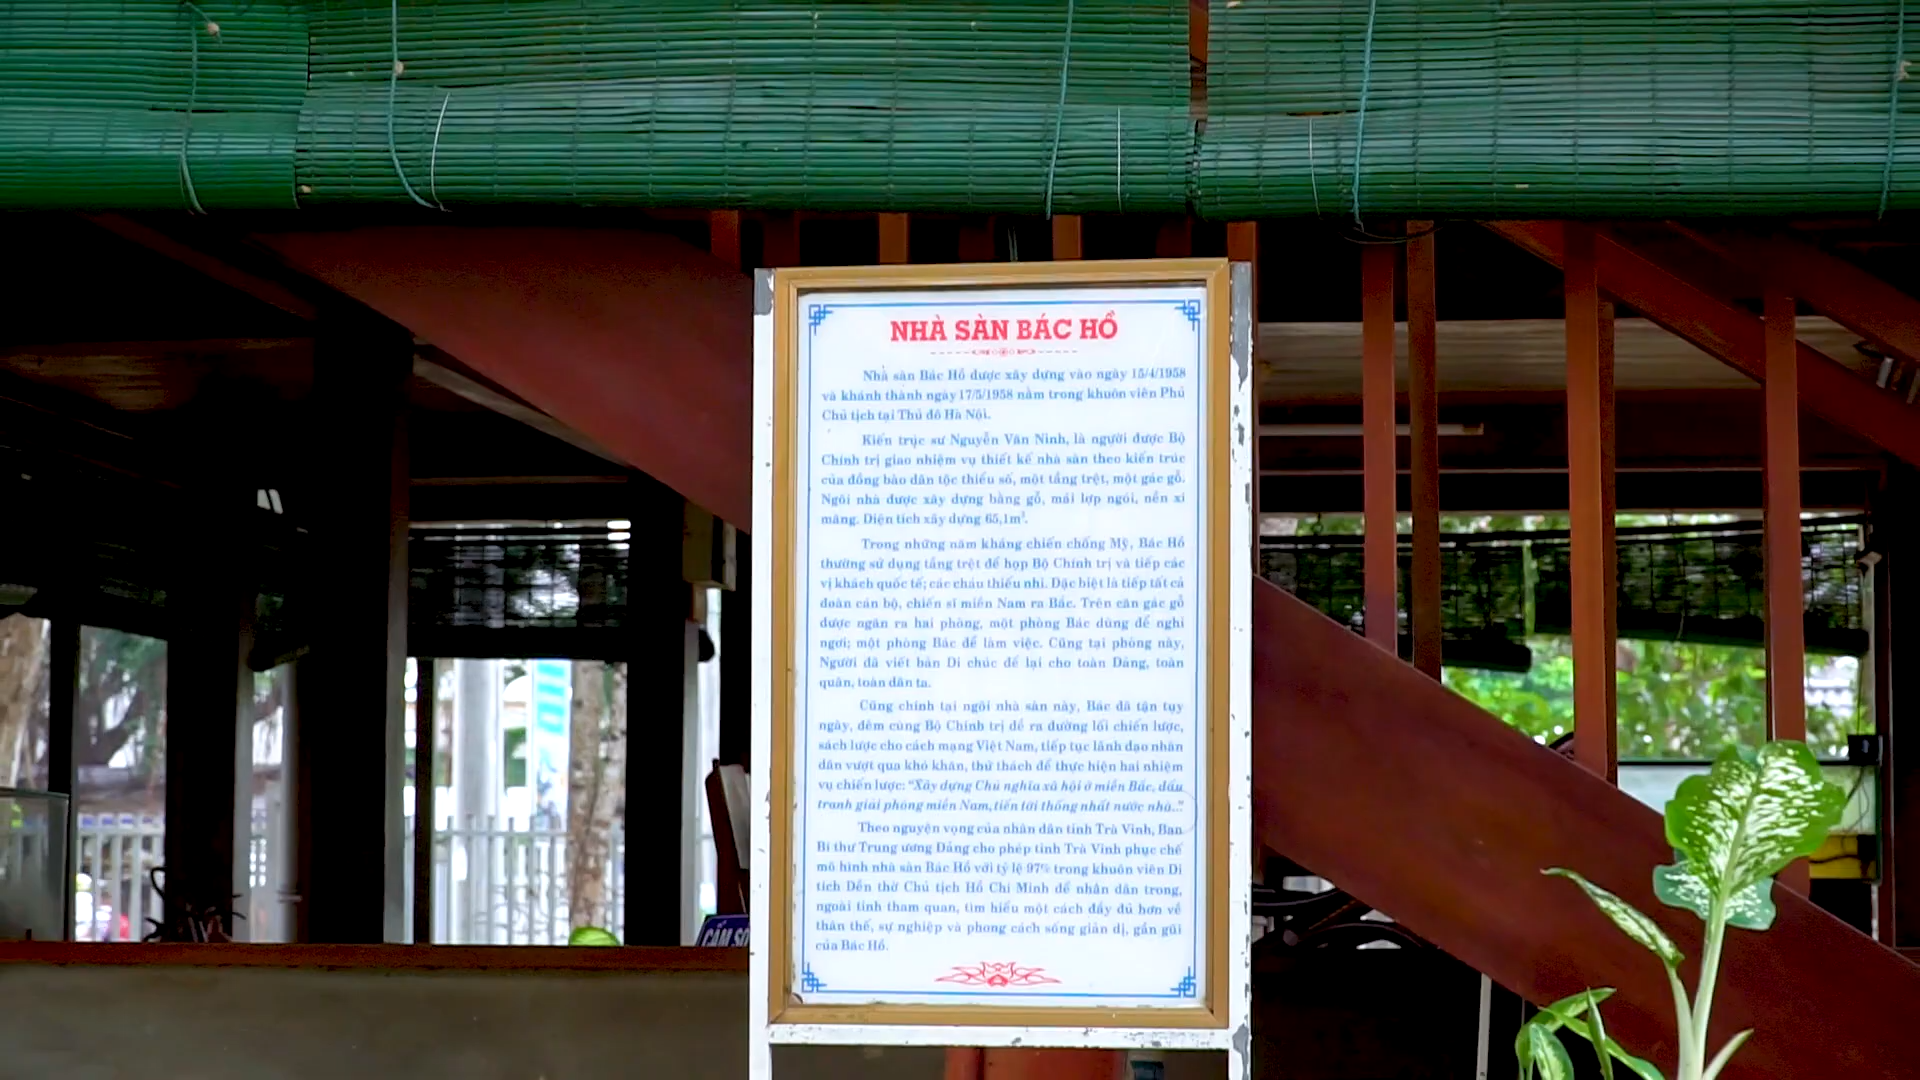 NHÀ SÀN BÁC HỒ
Nhà sàn Bác Hồ được xây dựng vào ngày 15/4/1958
và khánh thành ngày 17/5/1958 nằm trong khuôn viên Phủ
Chủ tịch tại Thủ đô Hà Nội.
Kiến trúc sư Nguyễn Văn Ninh, là người được Bộ
Chính trị giao nhiệm vụ thiết kế nhà sàn theo kiến trúc
của đồng bào dân tộc thiểu số, một tầng trệt, một gác gỗ.
Ngôi nhà được xây dựng bằng gỗ, mái lợp ngói, nền xi
măng. Diện tích xây dựng 65,1m².
Trong những năm kháng chiến chống Mỹ, Bác Hồ
thường sử dụng tầng trệt để họp Bộ Chính trị và tiếp các
vị khách quốc tế; các cháu thiếu nhi. Đặc biệt là tiếp tất cả
đoàn cán bộ, chiến sĩ miền Nam ra Bắc. Trên căn gác gỗ
được ngăn ra hai phòng, một phòng Bác dùng để nghỉ
ngơi; một phòng Bác để làm việc. Cũng tại phòng này,
Người đã viết bản Di chúc để lại cho toàn Đảng, toàn
quân, toàn dân ta.
Cũng chính tại ngôi nhà sàn này, Bác đã tận tụy
ngày, đêm cùng Bộ Chính trị đề ra đường lối chiến lược,
sách lược cho cách mạng Việt Nam, tiếp tục lãnh đạo nhân
dân vượt qua khó khăn, thử thách để thực hiện hai nhiệm
vụ chiến lược: "Xây dựng Chủ nghĩa xã hội ở miền Bắc, đấu
tranh giải phóng miền Nam, tiến tới thống nhất nước nhà..."
Theo nguyện vọng của nhân dân tỉnh Trà Vinh, Ban
Bí thư Trung ương Đảng cho phép tỉnh Trà Vinh phục chế
mô hình nhà sàn Bác Hồ với tỷ lệ 97% trong khuôn viên Di
tích Đền thờ Chủ tịch Hồ Chí Minh để nhân dân trong,
ngoài tỉnh tham quan, tìm hiểu một cách đầy đủ hơn về
thân thế, sự nghiệp và phong cách sống giản dị, gần gũi
của Bác Hồ.
CẤM